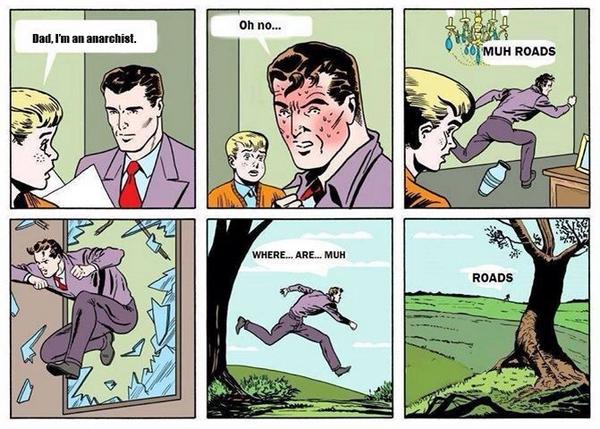 Dad, I'm an anarchist.
Oh no...
MUH ROADS
WHERE... ARE... MUH
ROADS